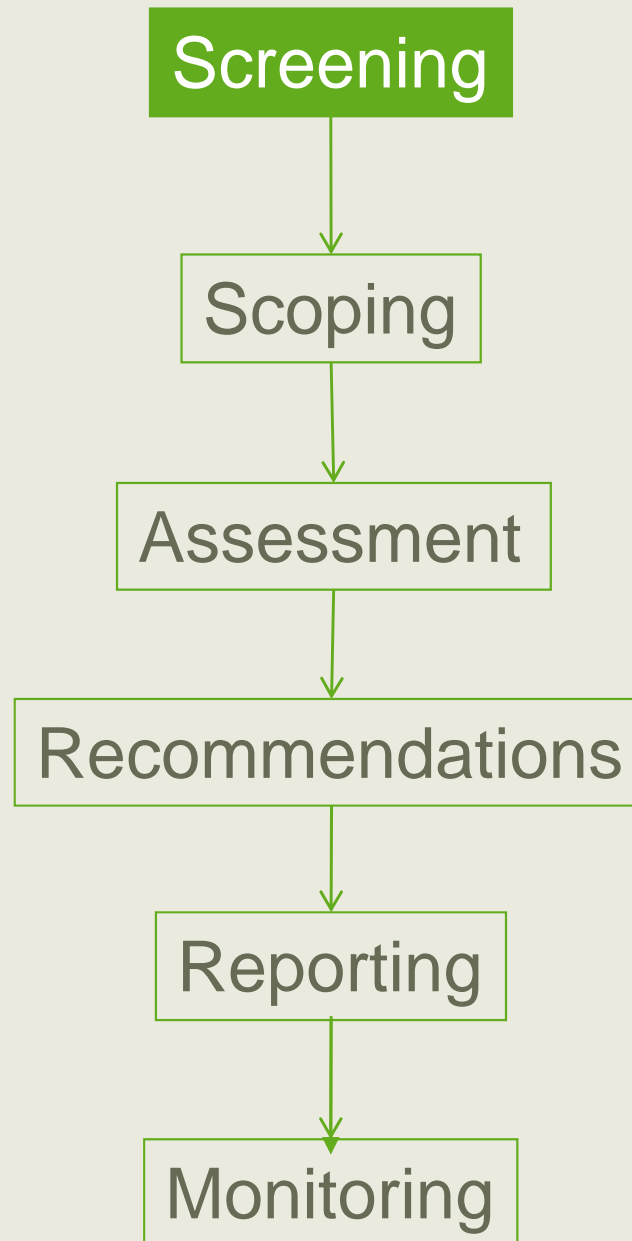 Screening
Scoping
Assessment
Recommendations
Reporting
Monitoring